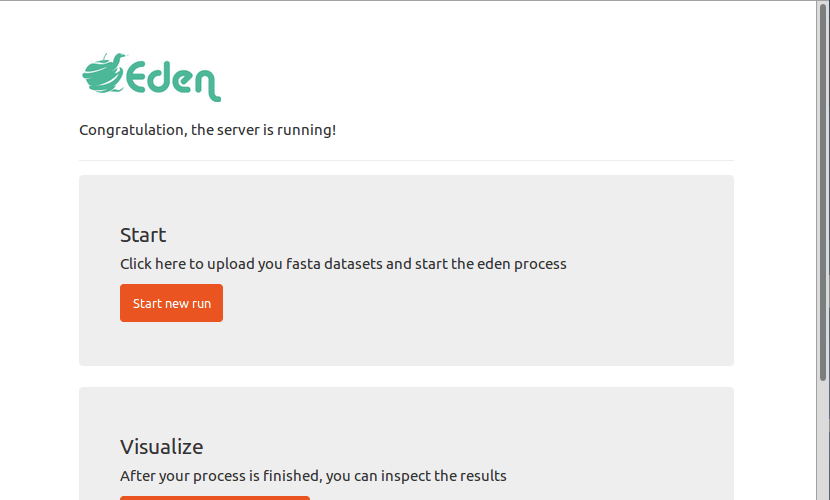 Eden
Congratulation, the server is running!
Start
Click here to upload you fasta datasets and start the eden process
Start new run
Visualize
After your process is finished, you can inspect the results